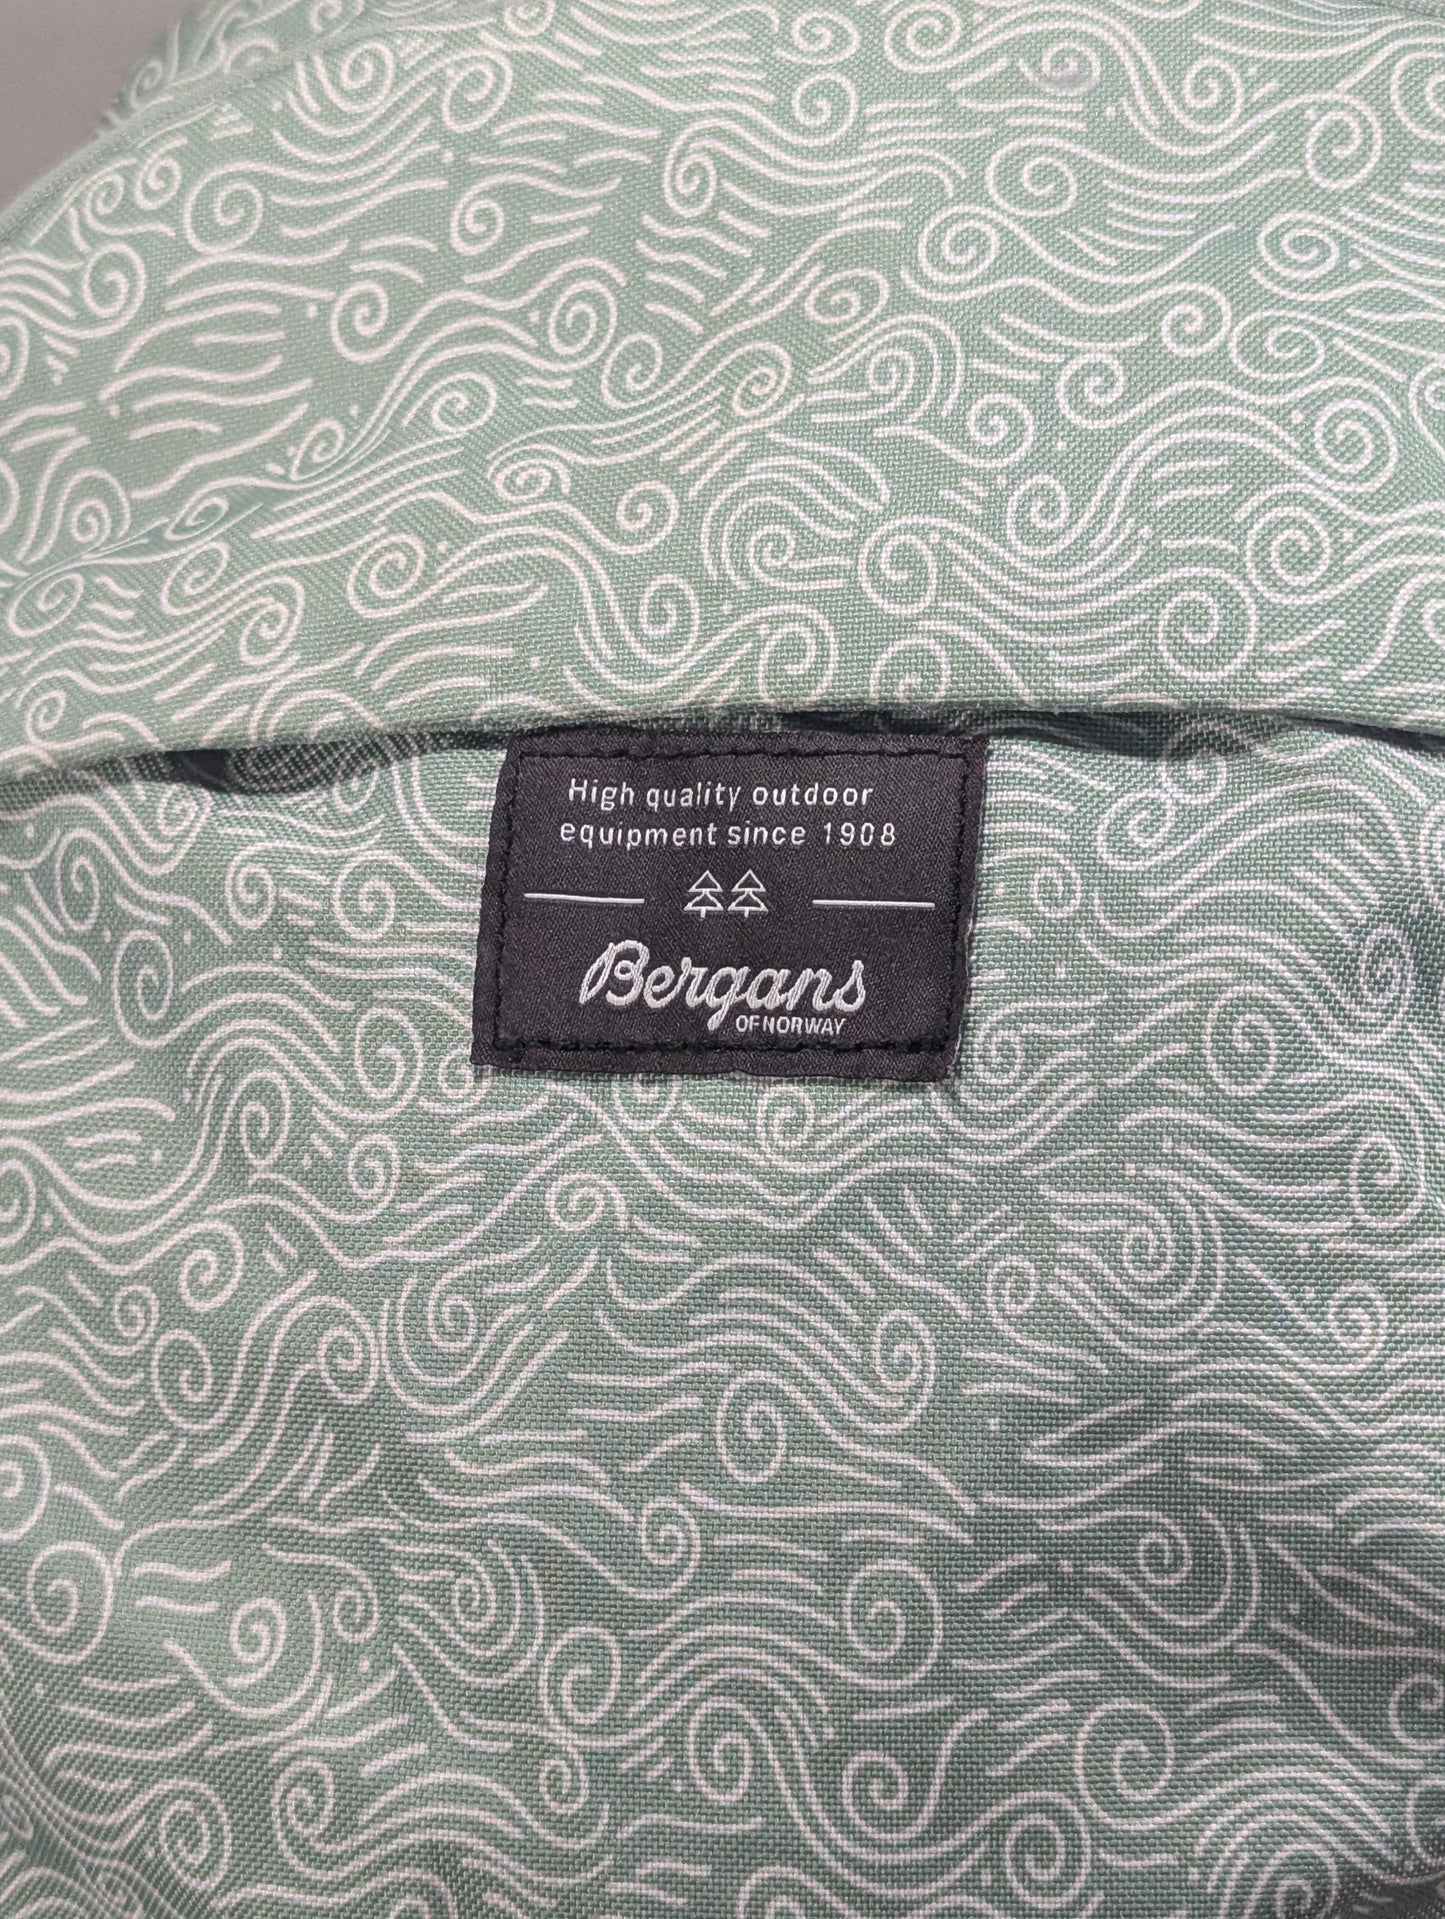 High quality outdoor
equipment since 1908
Bergans
OF NORWAY